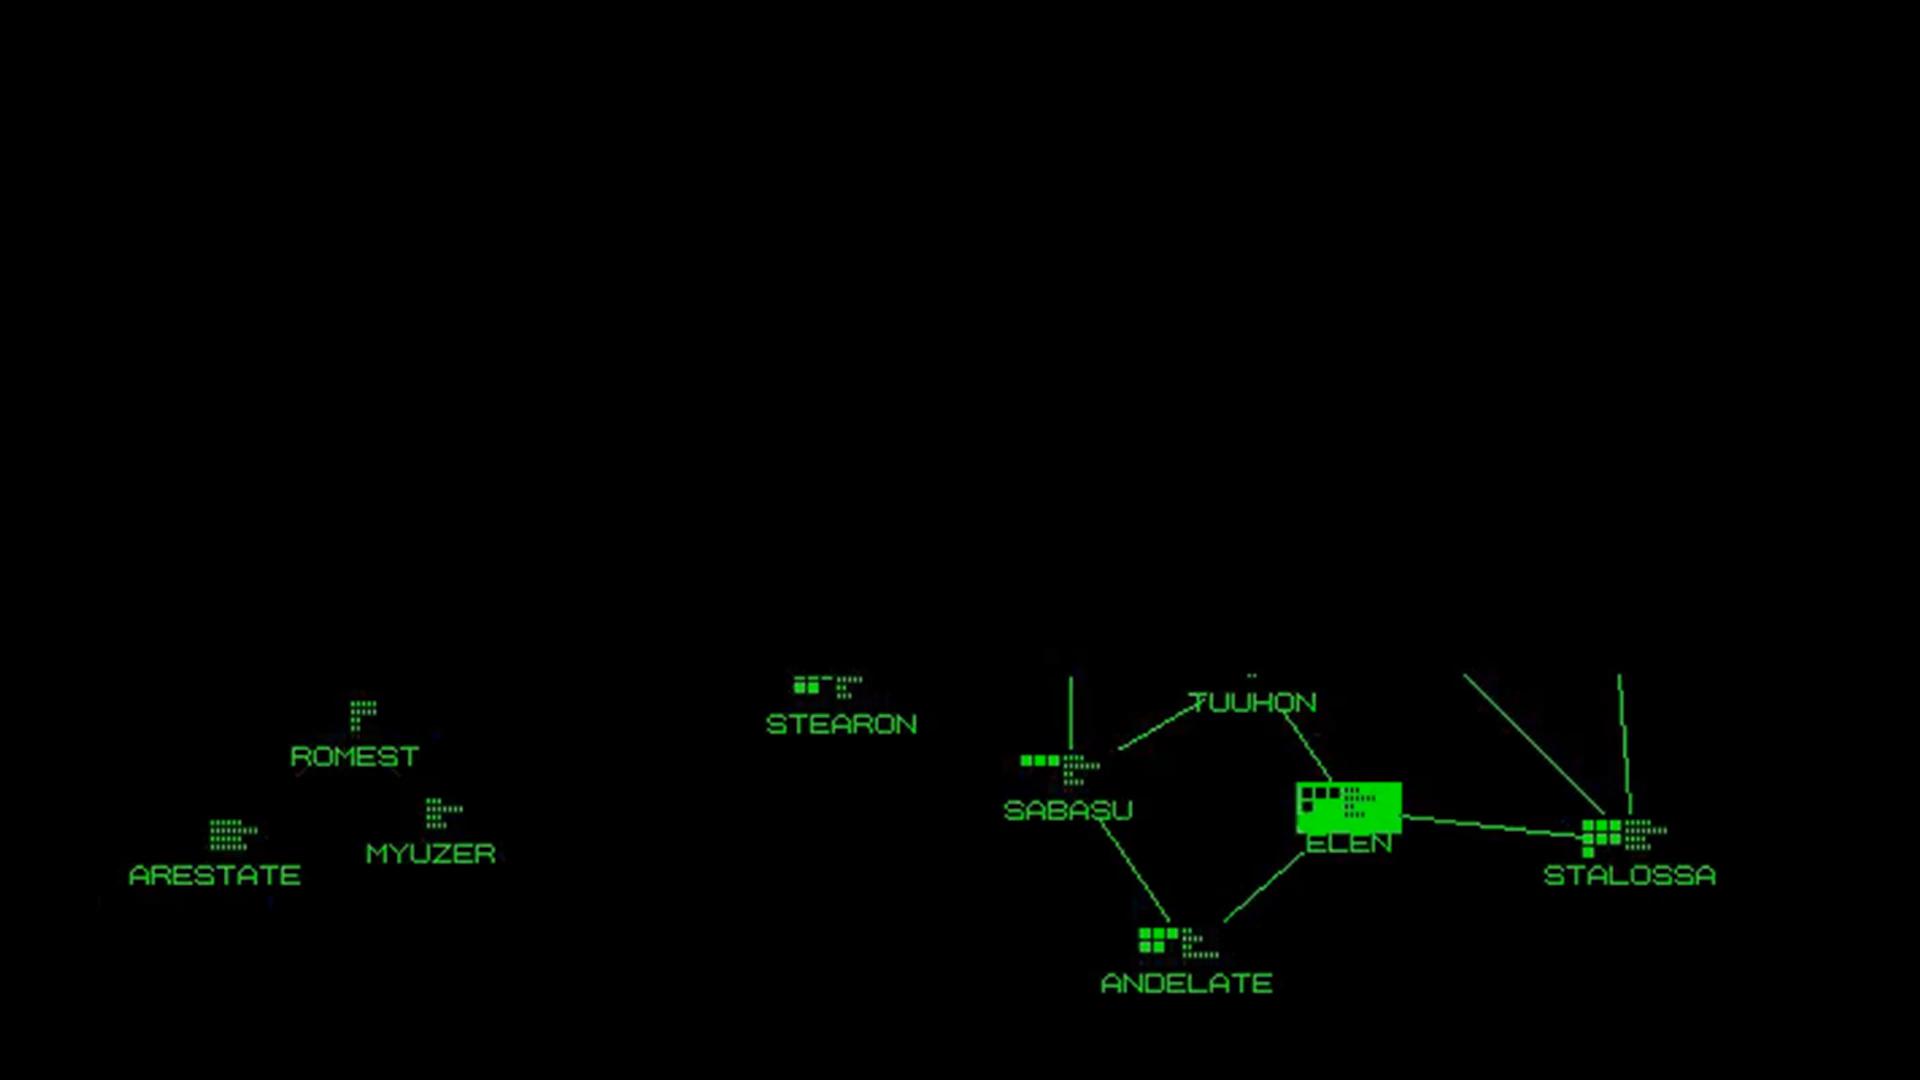 TUUHON
STEARON
ROMEST
SABASU
ELEN
MYUZER
ARESTATE
STALOSSA
ANDELATE